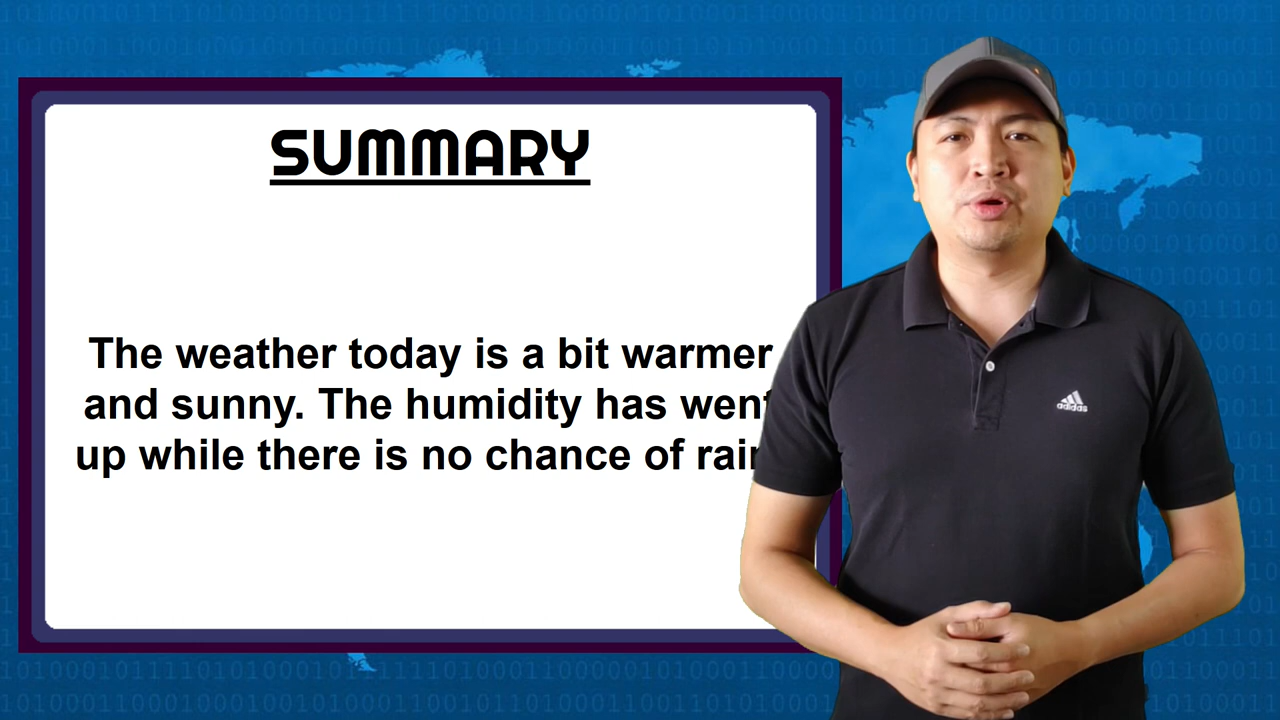 SUMMARY
The weather today is a bit warmer
and sunny. The humidity has went
up while there is no chance of rain
adidas